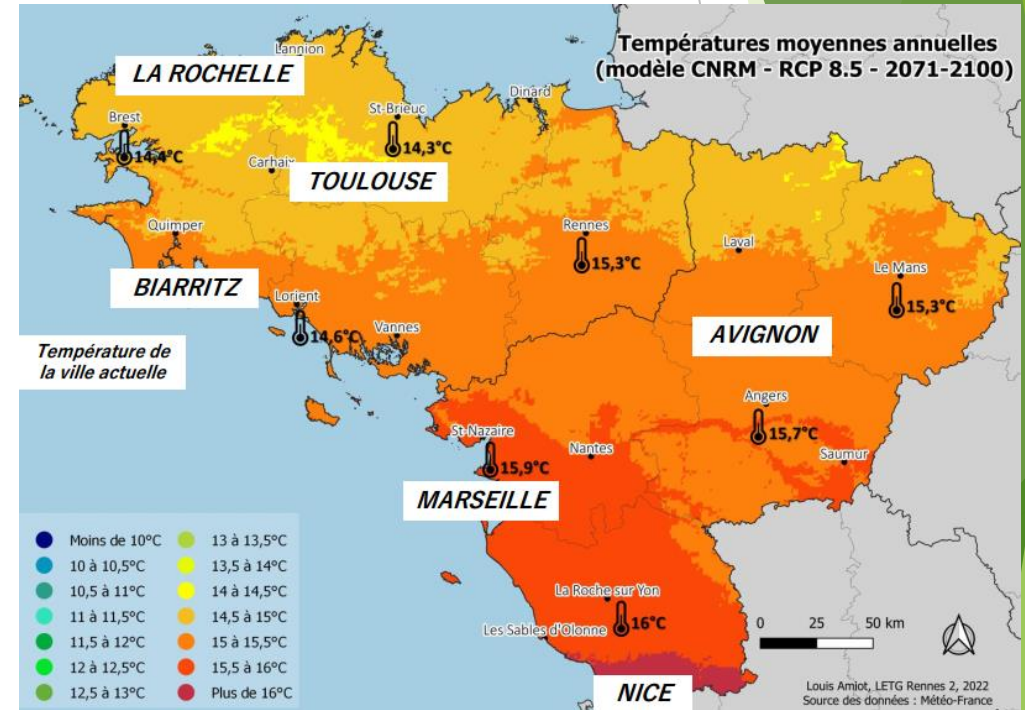 Températures moyennes annuelles
(modèle CNRM - RCP 8.5 - 2071-2100)
Lannion
LA ROCHELLE
Dinard
St-Brieuc
Brest
14,3°C
14,4°C
Carhaix
TOULOUSE
Quimper
Rennes
Laval
15,3°C
Le Mans
BIARRITZ
Lorient
15,3°C
Vannes
14,6°C
AVIGNON
Température de
la ville actuelle
Angers
St-Nazaire
15,7°C
Nantes
Saumur
15,9°C
MARSEILLE
Moins de 10°C
10 à 10,5°C
10,5 à 11°C
11 à 11,5°C
11,5 à 12°C
12 à 12,5°C
12,5 à 13°C
13 à 13,5°C
13,5 à 14°C
14 à 14,5°C
14,5 à 15°C
15 à 15,5°C
15,5 à 16°C
Plus de 16°C
La Roche sur Yon
16°C
Les Sables d'Olonne
0 25 50 km
NICE
Louis Amiot, LETG Rennes 2, 2022
Source des données : Météo-France